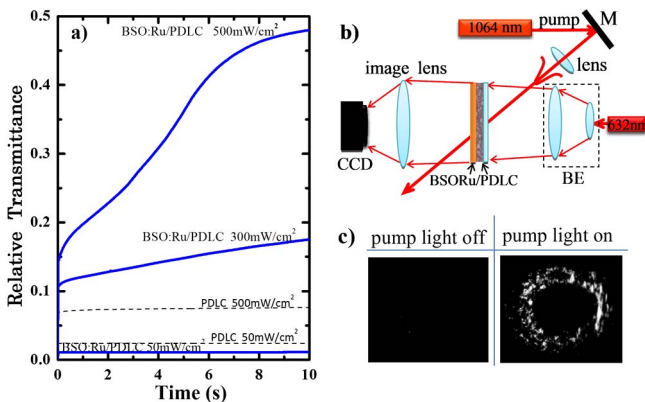 a)
BSO:Ru/PDLC 500mW/cm²
BSO:Ru/PDLC 300mW/cm²
PDLC 500mW/cm²
PDLC 50mW/cm²
BSO:Ru/PDLC 50mW/cm²
Relative Transmittance
0.5
0.4
0.3
0.2
0.1
0.0
0 2 4 6 8 10
Time (s)
b)
1064 nm
pump
M
lens
image lens
632nm
CCD
BSORu/PDLC
BE
c)
pump light off
pump light on